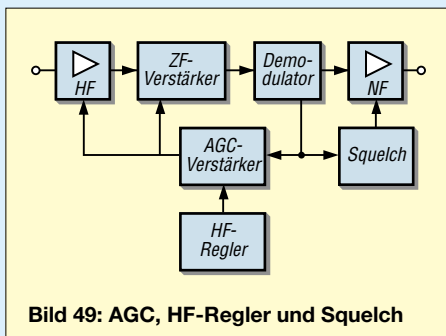 HF
ZF-
Verstärker
Demo-
dulator
NF
AGC-
Verstärker
Squelch
HF-
Regler
Bild 49: AGC, HF-Regler und Squelch